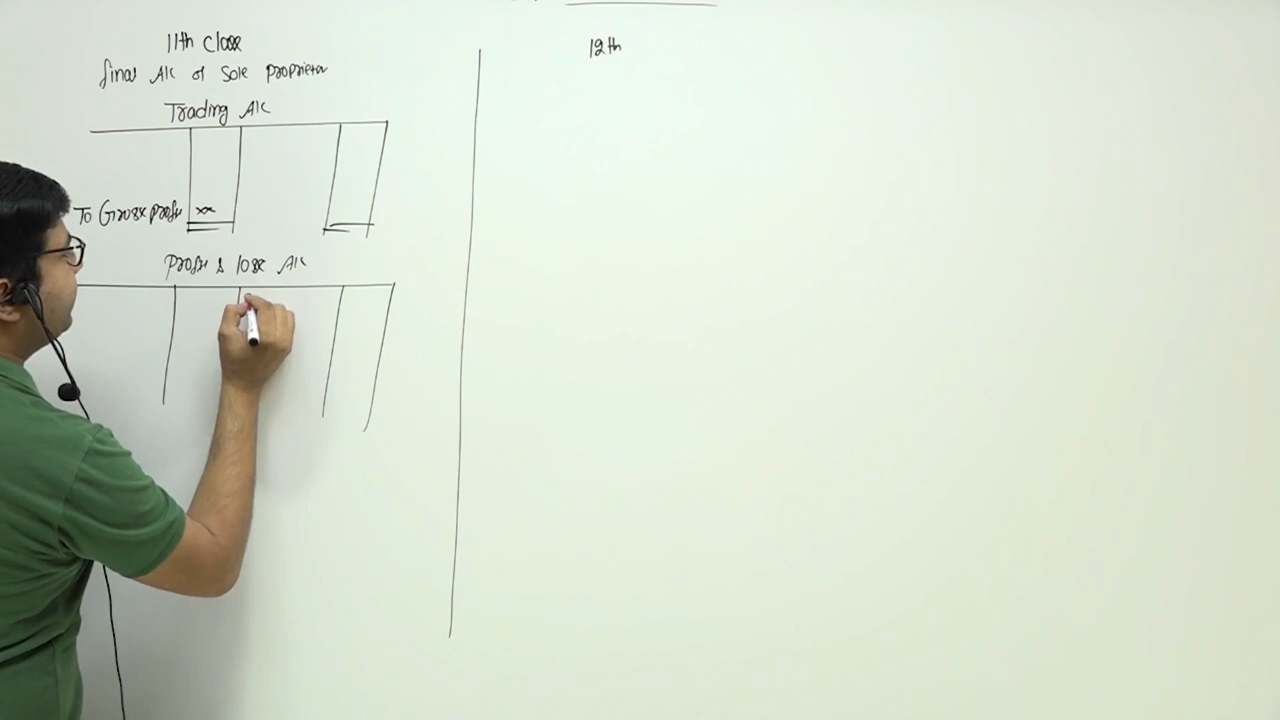 11th Class
final A/c of Sole proprietor
Trading A/c
To Gross profit xx
Profit & loss A/c
12th